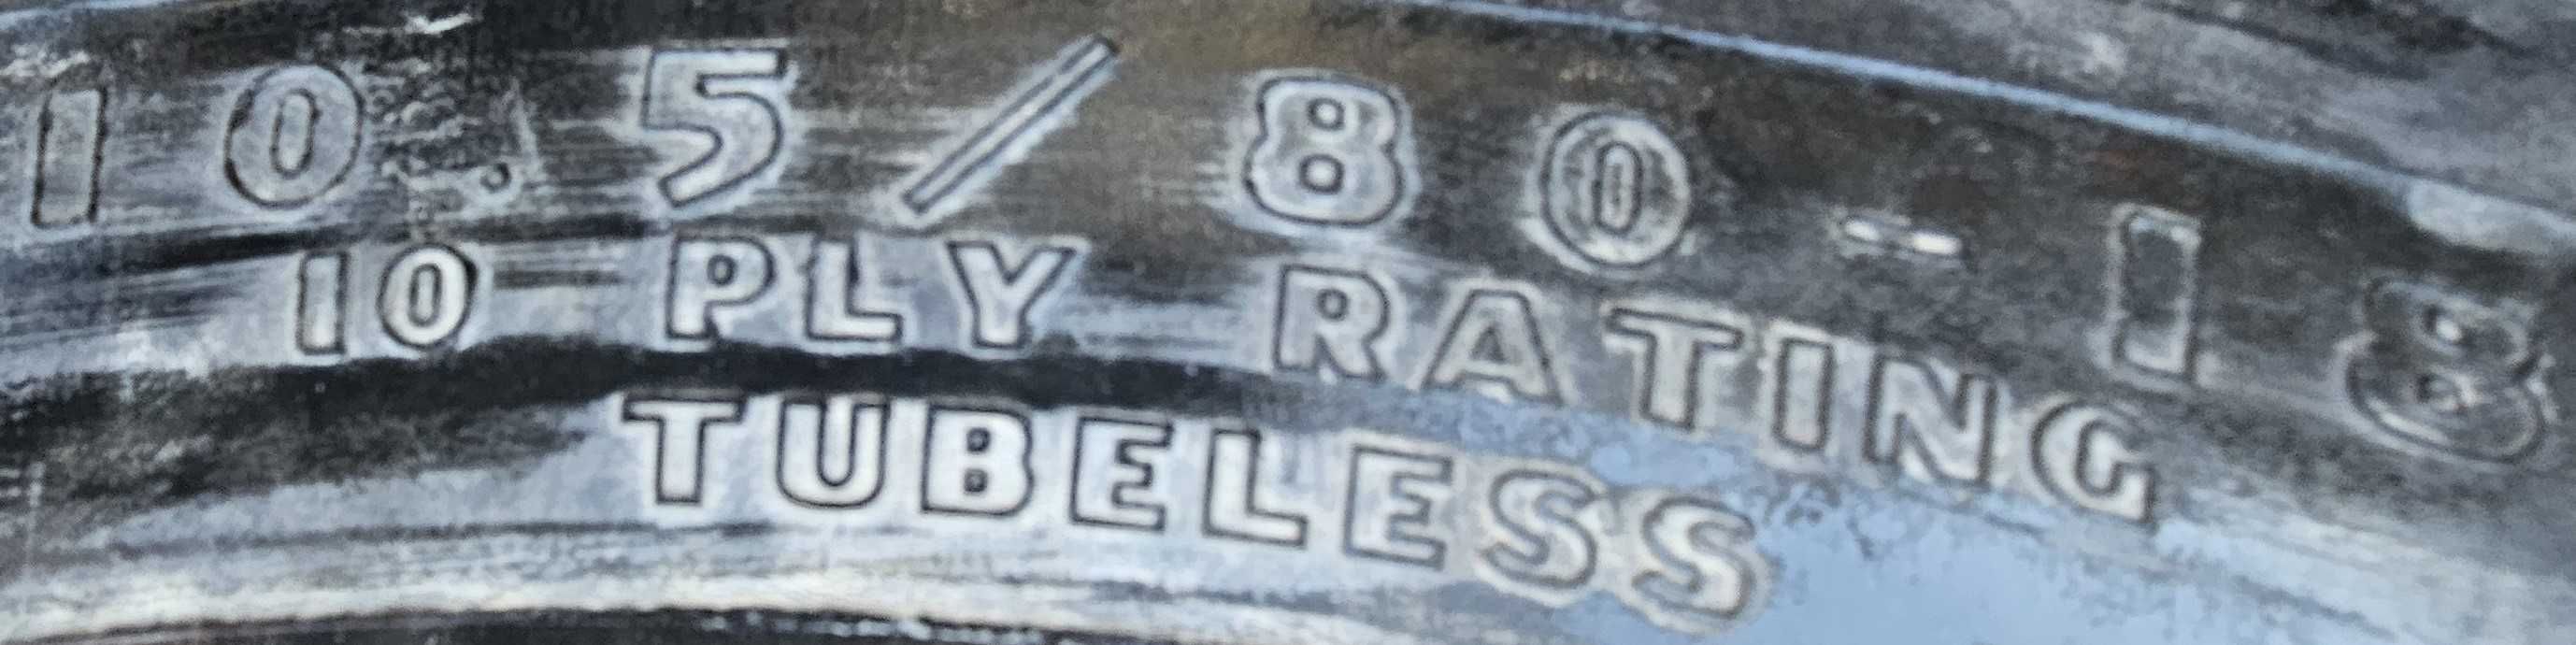 10.5/80-18
10 PLY RATING
TUBELESS